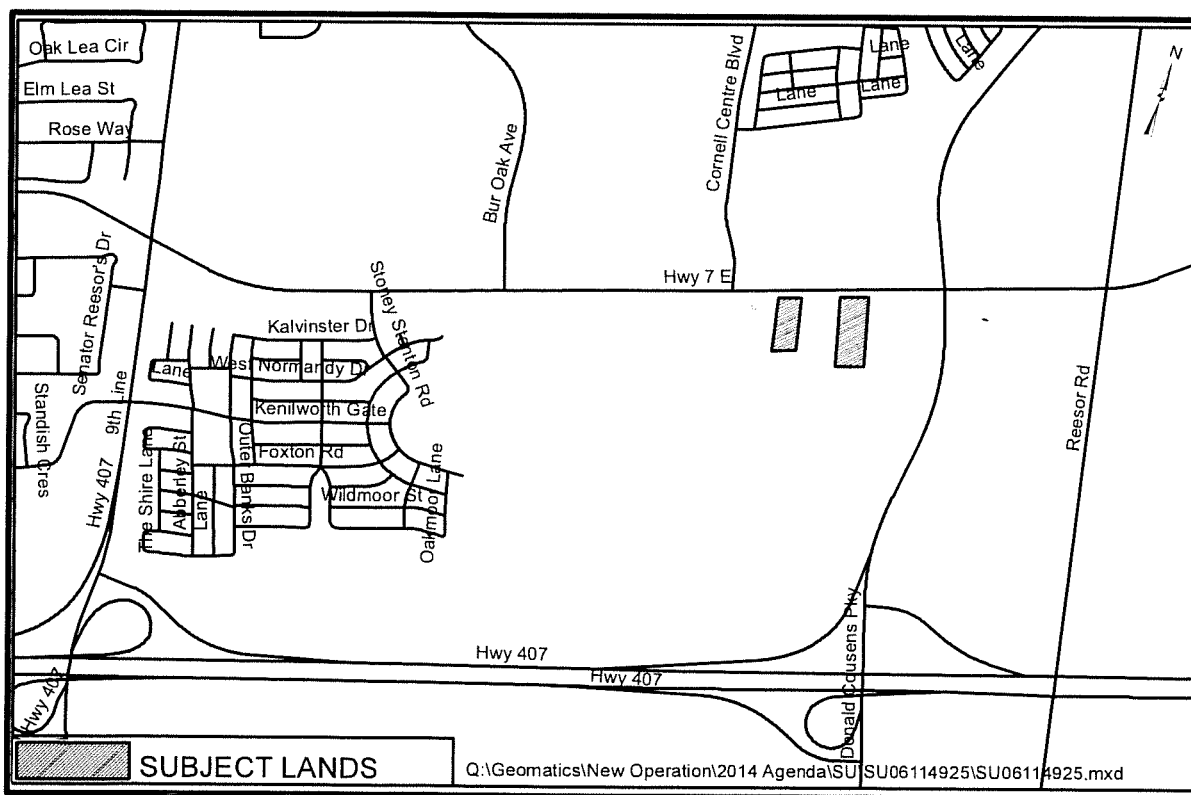 Oak Lea Cir
Elm Lea St
Rose Way
Bur Oak Ave
Cornell Centre Blvd
Lane
Lane
Lane
Lane
N
Hwy 7 E
Senator Reesor's Dr
9th Line
Standish Cres
Hwy 407
Stoney Stanton Rd
Kalvinster Dr
West Normandy Dr
Lane
Kenilworth Gate
Foxton Rd
Wildmoor St
Oakmoor Lane
Outer Banks Dr
The Shire Lane
Abberley St
Lane
Reesor Rd
Donald Cousens Pky
Hwy 407
Hwy 407
Hwy 407
SUBJECT LANDS
Q:\Geomatics\New Operation\2014 Agenda\SU\SU06114925\SU06114925.mxd